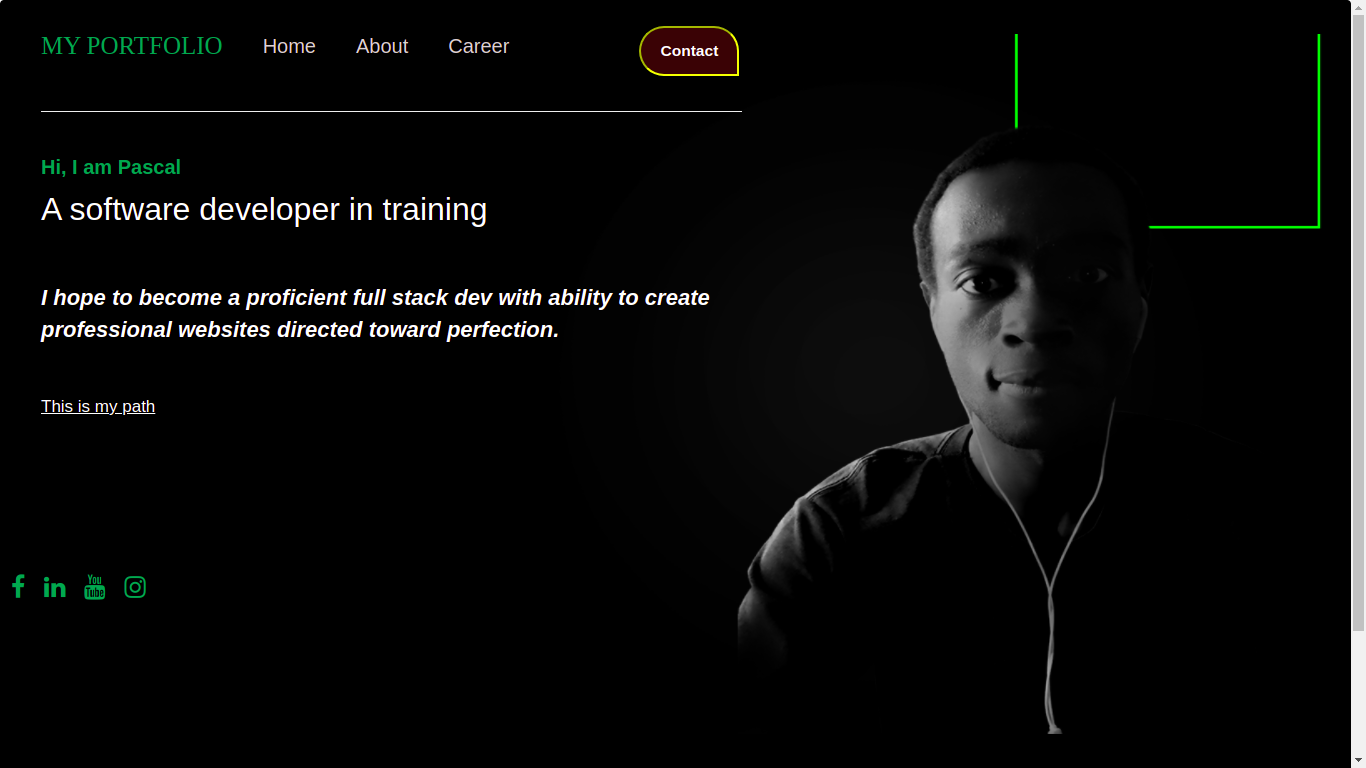 MY PORTFOLIO Home About Career Contact
Hi, I am Pascal
A software developer in training
I hope to become a proficient full stack dev with ability to create
professional websites directed toward perfection.
This is my path
You
Tube